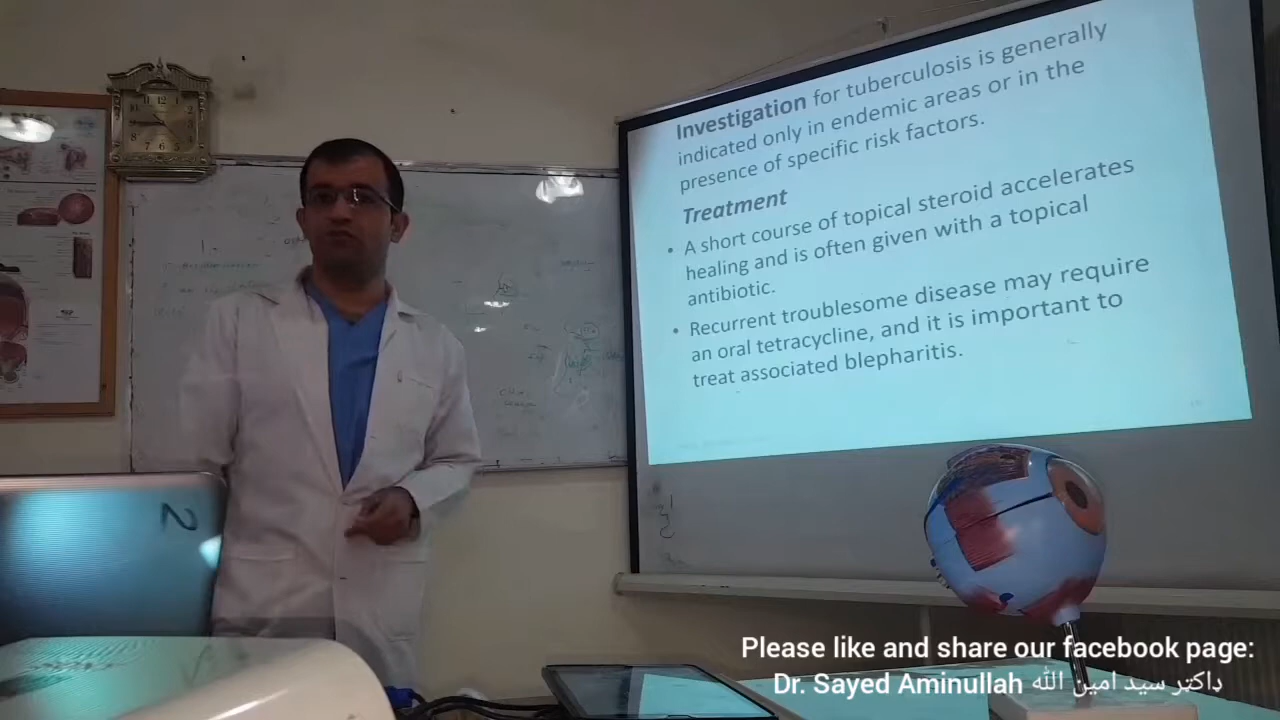 Investigation for tuberculosis is generally
indicated only in endemic areas or in the
presence of specific risk factors.
Treatment
• A short course of topical steroid accelerates
healing and is often given with a topical
antibiotic.
• Recurrent troublesome disease may require
an oral tetracycline, and it is important to
treat associated blepharitis.
2
Please like and share our facebook page:
Dr. Sayed Aminullah داکتر سید امین الله